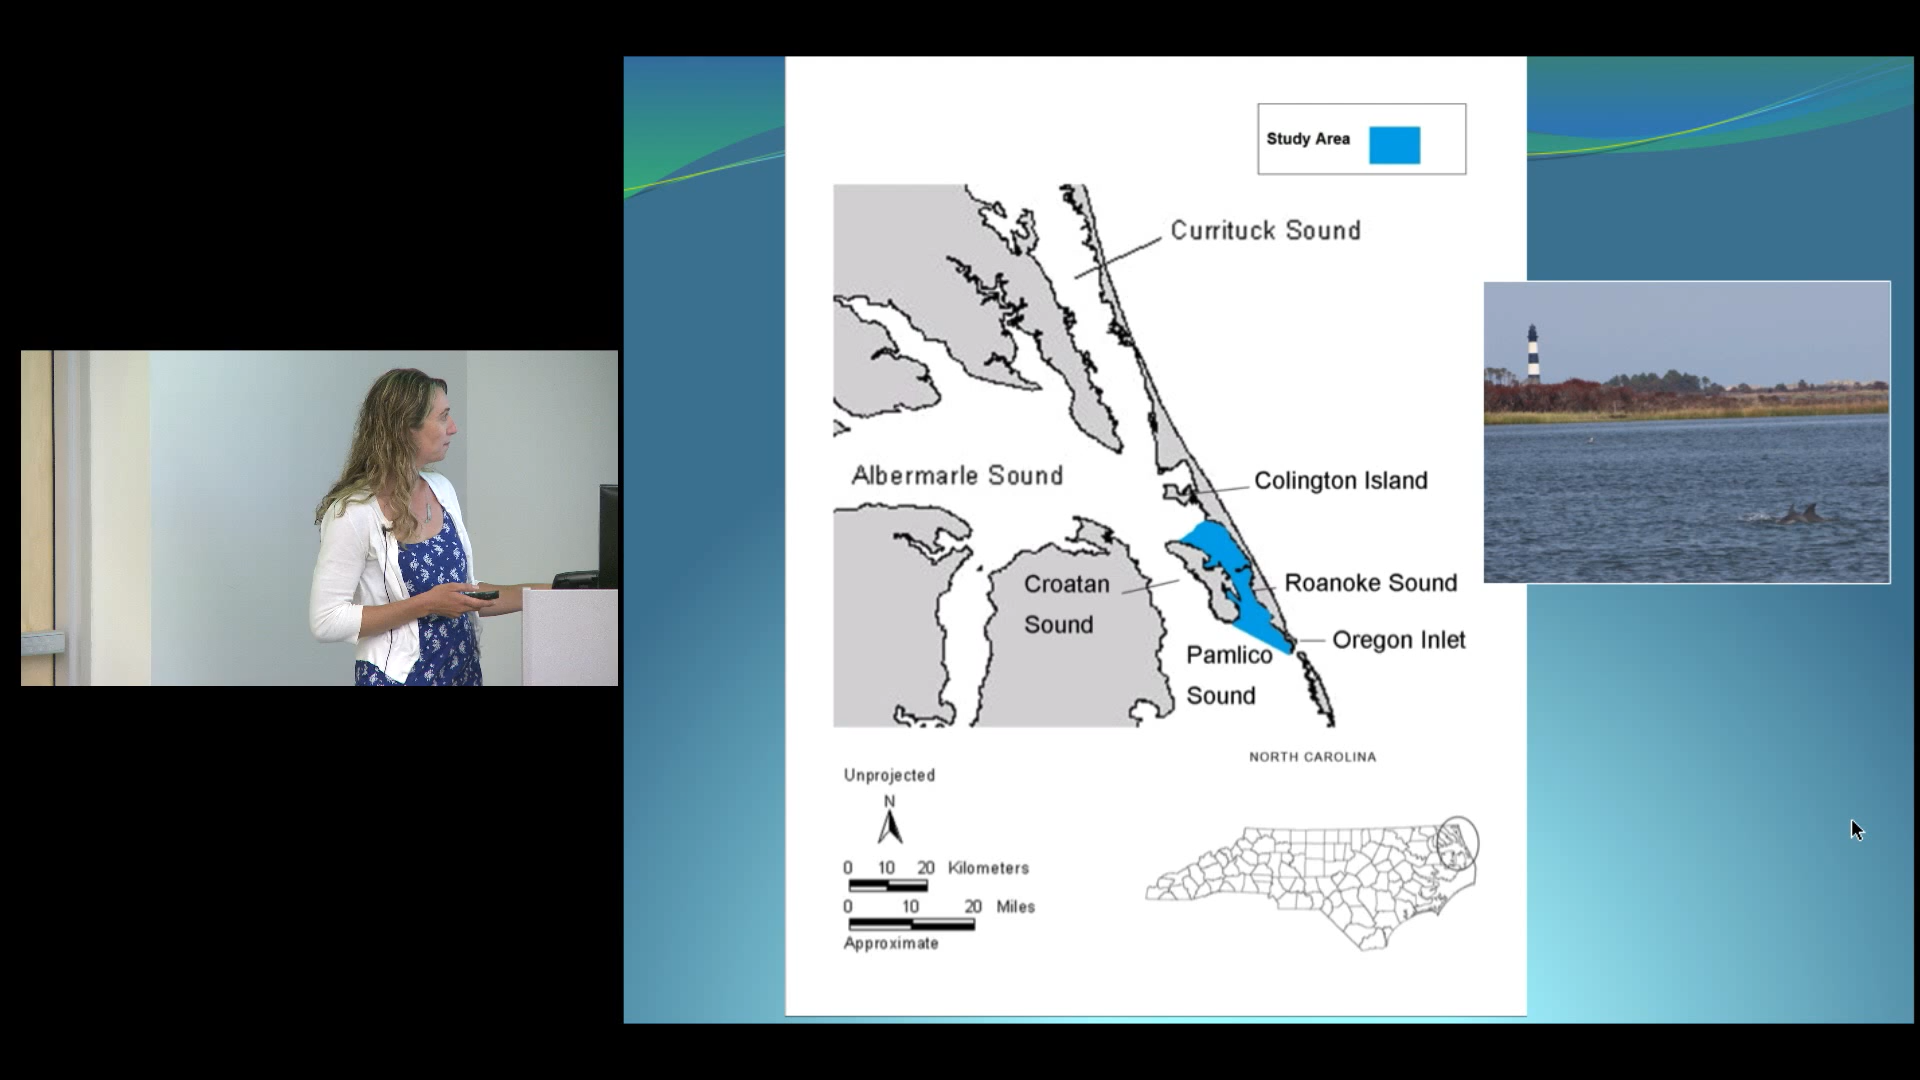 Study Area
Currituck Sound
Albermarle Sound
Colington Island
Croatan
Sound
Roanoke Sound
Oregon Inlet
Pamlico
Sound
NORTH CAROLINA
Unprojected
N
0 10 20 Kilometers
0 10 20 Miles
Approximate